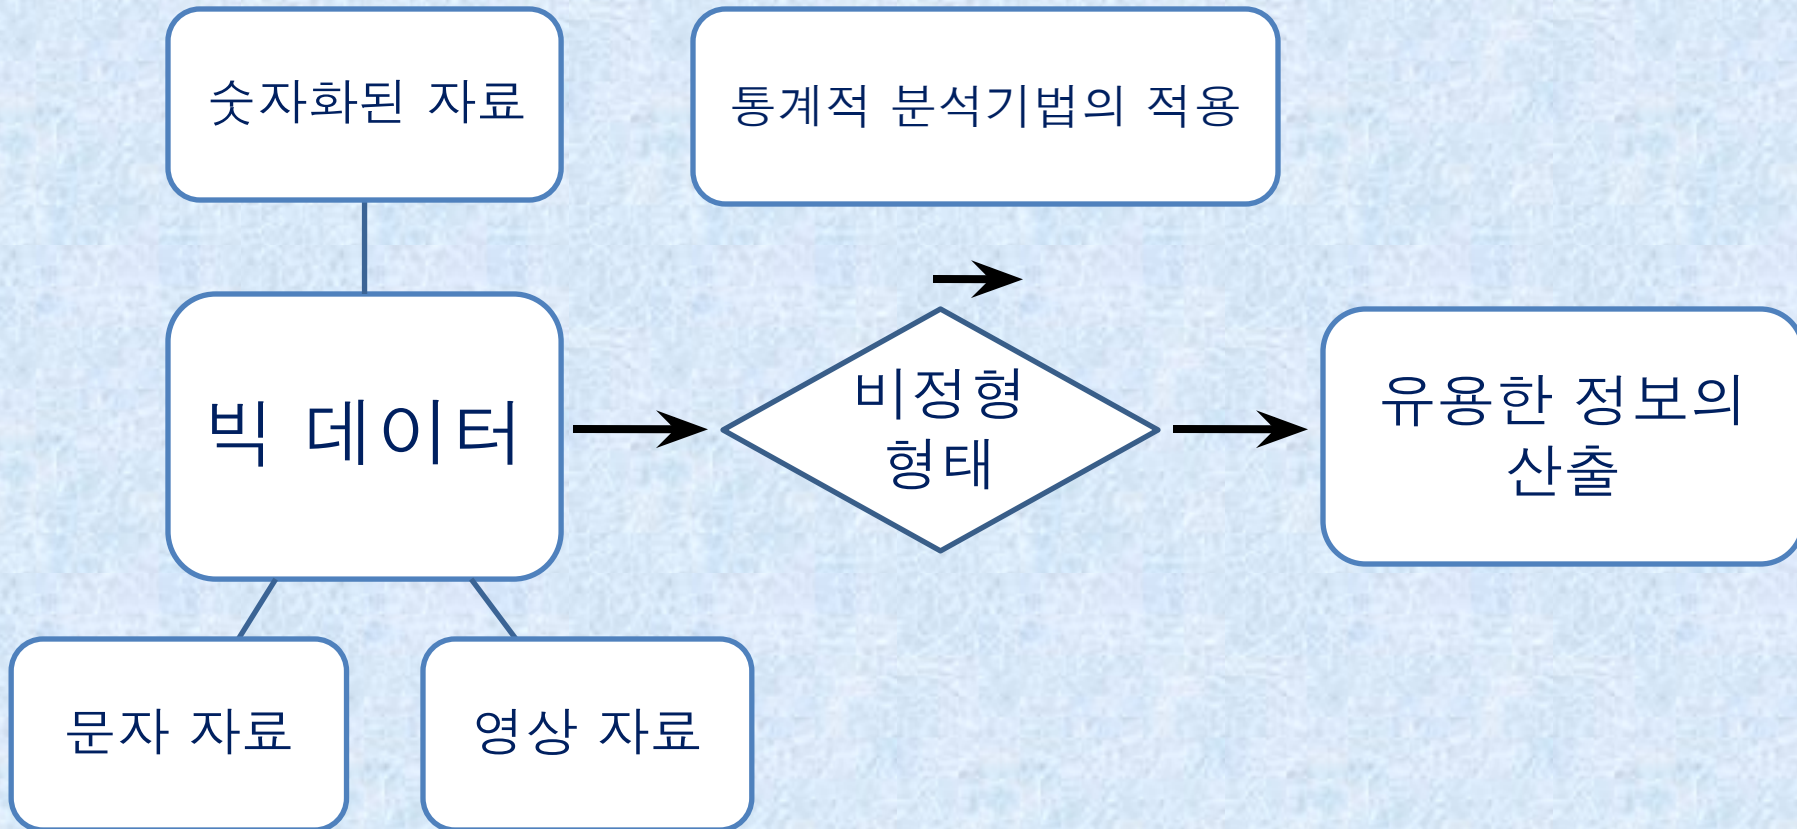 숫자화된 자료
통계적 분석기법의 적용
빅 데이터
비정형
형태
유용한 정보의
산출
문자 자료
영상 자료